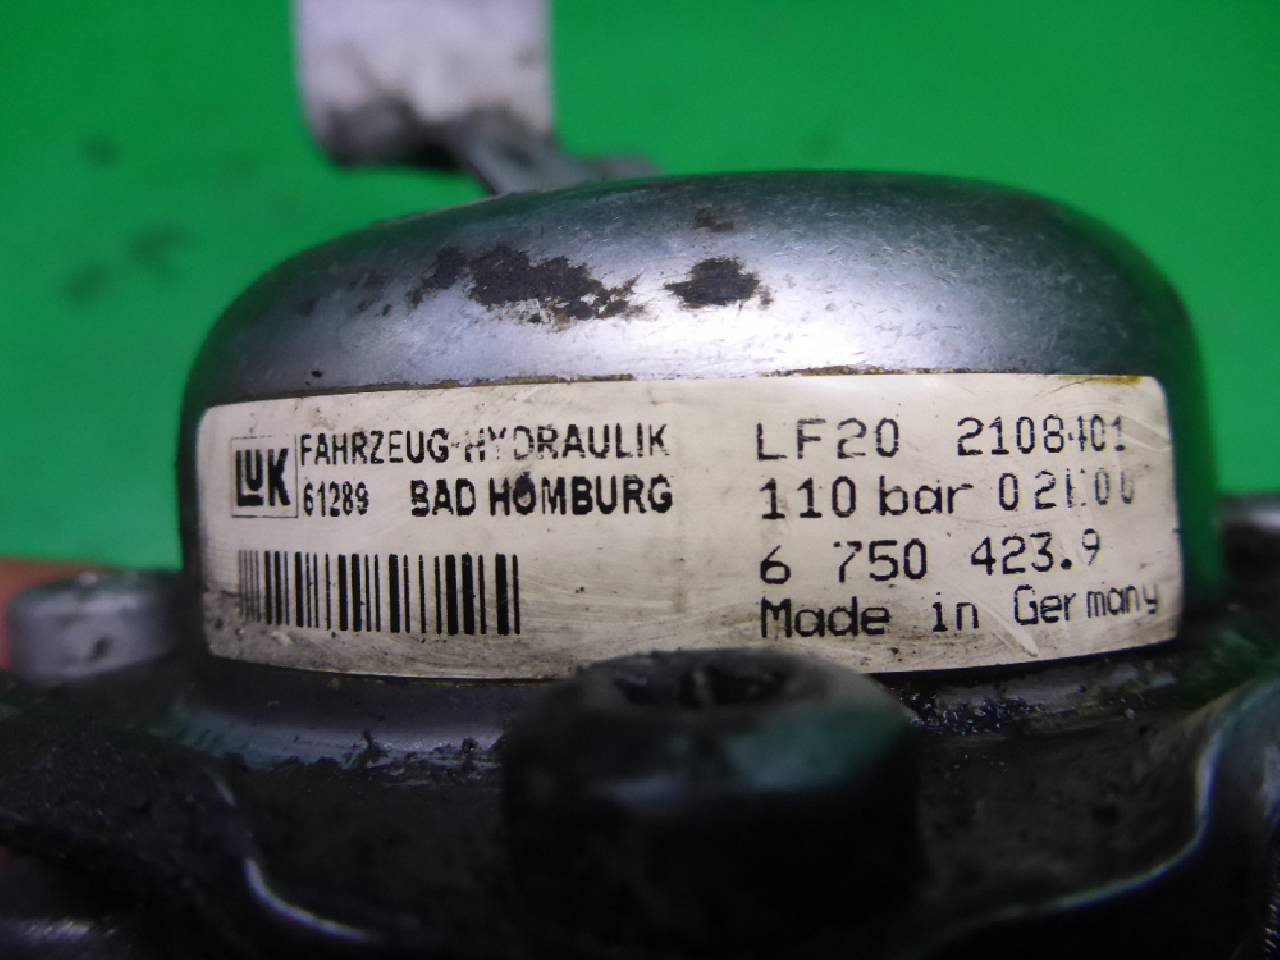 LUK FAHRZEUG-HYDRAULIK
61289 BAD HOMBURG
LF20 2108401
110 bar
6 750 423.9
Made in Germany